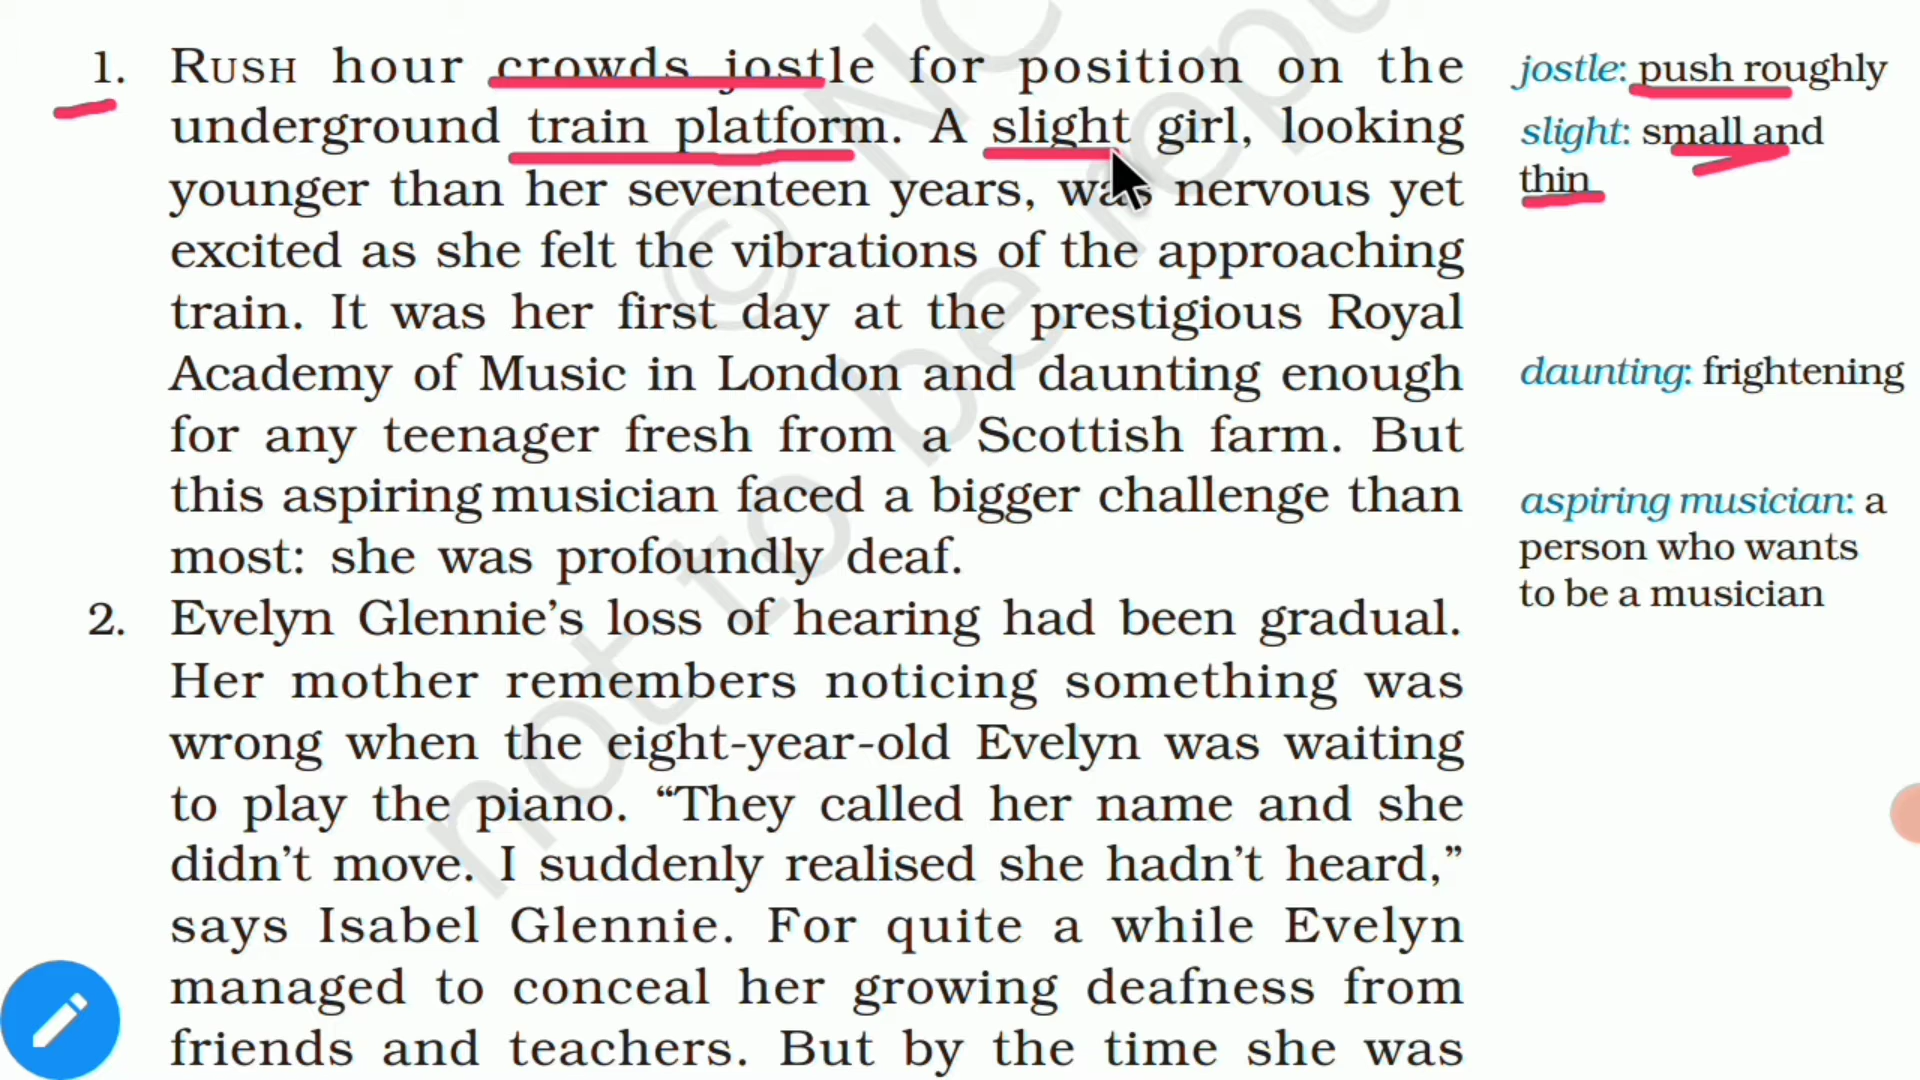 1. RUSH hour crowds jostle for position on the
underground train platform. A slight girl, looking
younger than her seventeen years, was nervous yet
excited as she felt the vibrations of the approaching
train. It was her first day at the prestigious Royal
Academy of Music in London and daunting enough
for any teenager fresh from a Scottish farm. But
this aspiring musician faced a bigger challenge than
most: she was profoundly deaf.
2. Evelyn Glennie’s loss of hearing had been gradual.
Her mother remembers noticing something was
wrong when the eight-year-old Evelyn was waiting
to play the piano. “They called her name and she
didn’t move. I suddenly realised she hadn’t heard,”
says Isabel Glennie. For quite a while Evelyn
managed to conceal her growing deafness from
friends and teachers. But by the time she was
jostle: push roughly
slight: small and
thin
daunting: frightening
aspiring musician: a
person who wants
to be a musician
© NC
not to be repu